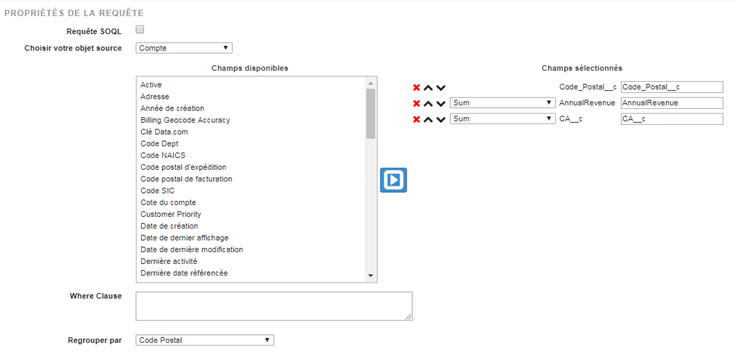 PROPRIÉTÉS DE LA REQUÊTE
Requête SOQL
Choisir votre objet source Compte
Champs disponibles Champs sélectionnés
Active
Adresse
Année de création
Billing Geocode Accuracy
Clé Data.com
Code Dept
Code NAICS
Code postal d'expédition
Code postal de facturation
Code SIC
Cote du compte
Customer Priority
Date de création
Date de dernier affichage
Date de dernière modification
Dernière activité
Dernière date référencée
Code_Postal__c Code_Postal__c
Sum AnnualRevenue AnnualRevenue
Sum CA__c CA__c
Where Clause
Regrouper par Code Postal